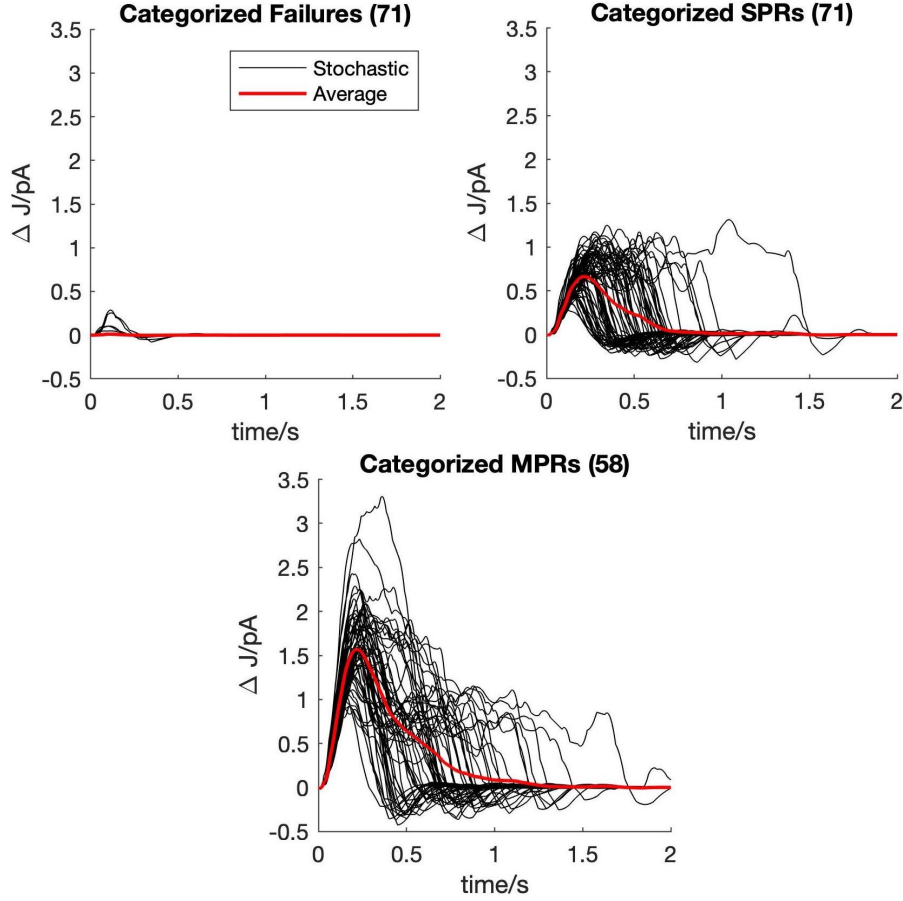 Categorized Failures (71)
3.5
3
2.5
2
1.5
1
0.5
0
-0.5
Δ J/pA
Stochastic
Average
0 0.5 1 1.5 2
time/s
Categorized SPRs (71)
3.5
3
2.5
2
1.5
1
0.5
0
-0.5
Δ J/pA
0 0.5 1 1.5 2
time/s
Categorized MPRs (58)
3.5
3
2.5
2
1.5
1
0.5
0
-0.5
Δ J/pA
0 0.5 1 1.5 2
time/s